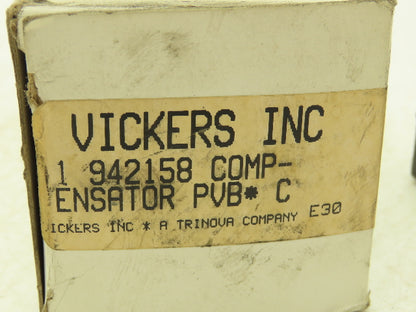 VICKERS INC
1 942158 COMP-
ENSATOR PVB* C
ICKERS INC * A TRINOVA COMPANY E30